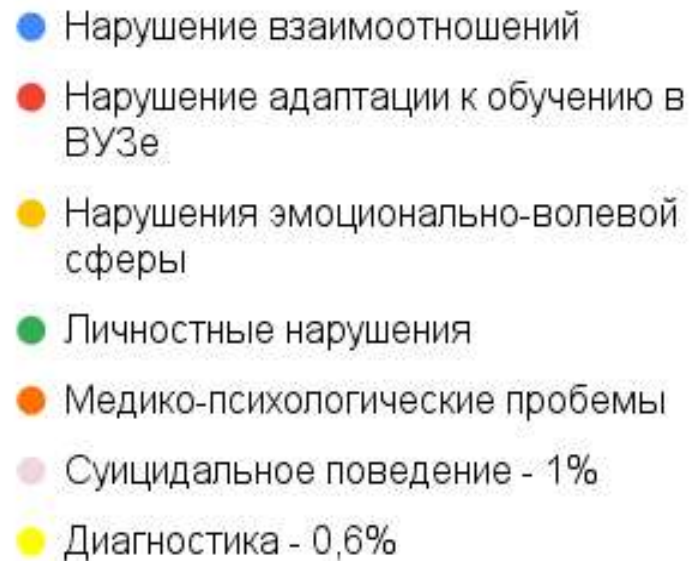 Нарушение взаимоотношений
Нарушение адаптации к обучению в
ВУЗе
Нарушения эмоционально-волевой
сферы
Личностные нарушения
Медико-психологические пробемы
Суицидальное поведение - 1%
Диагностика - 0,6%